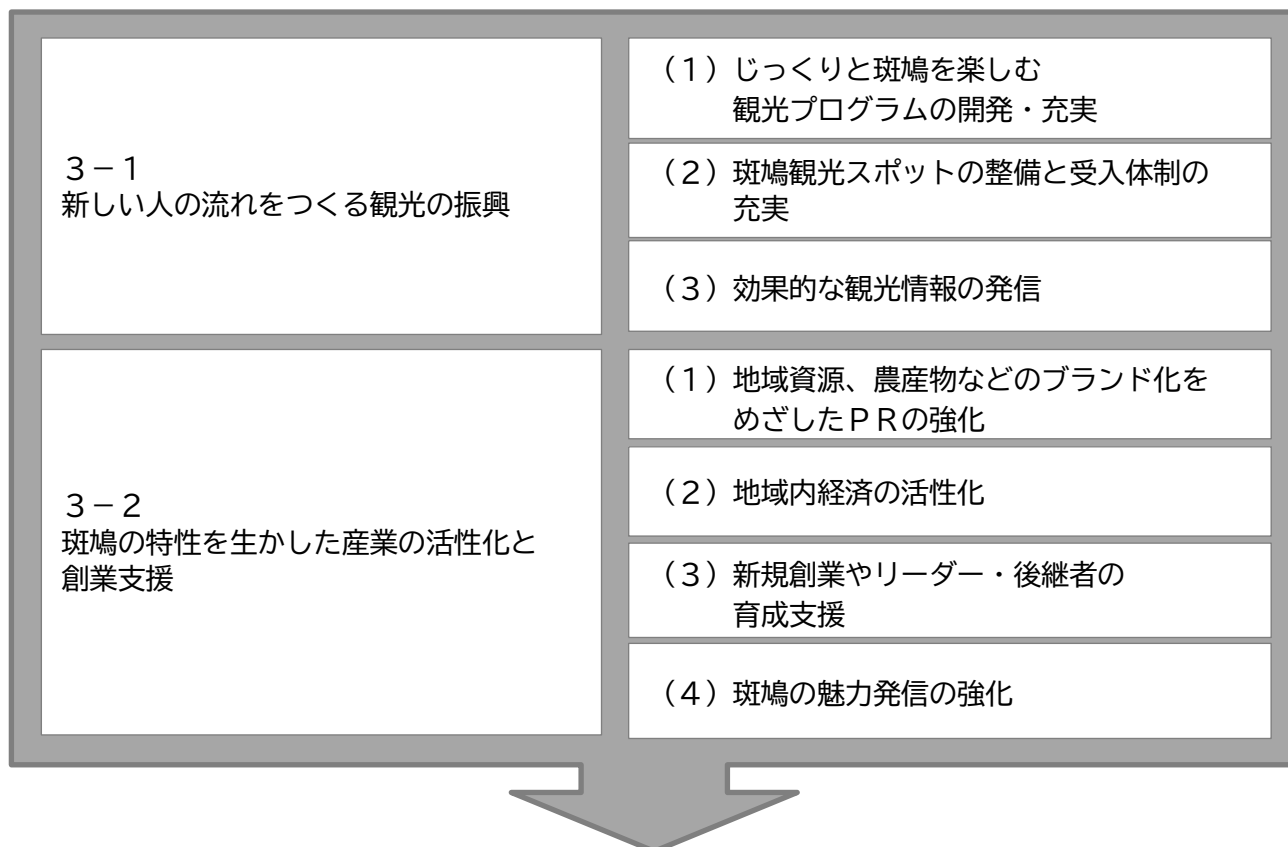 3-1
新しい人の流れをつくる観光の振興
(1)じっくりと斑鳩を楽しむ
観光プログラムの開発・充実
(2)斑鳩観光スポットの整備と受入体制の
充実
(3)効果的な観光情報の発信
3-2
斑鳩の特性を生かした産業の活性化と
創業支援
(1)地域資源、農産物などのブランド化を
めざしたPRの強化
(2)地域内経済の活性化
(3)新規創業やリーダー・後継者の
育成支援
(4)斑鳩の魅力発信の強化